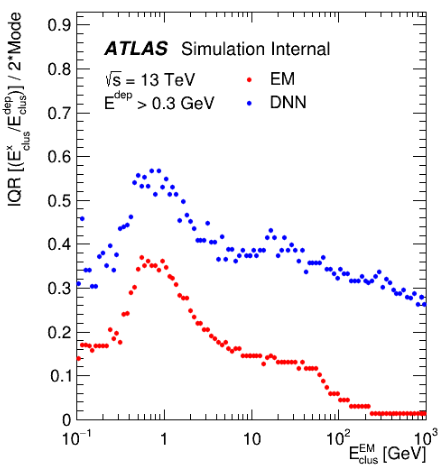 ATLAS Simulation Internal
√s = 13 TeV
E^dep > 0.3 GeV
EM
DNN
IQR [(E^x_clus/E^dep_clus)] / 2*Mode
0.9
0.8
0.7
0.6
0.5
0.4
0.3
0.2
0.1
0
10^−1
1
10
10^2
10^3
E^EM_clus [GeV]